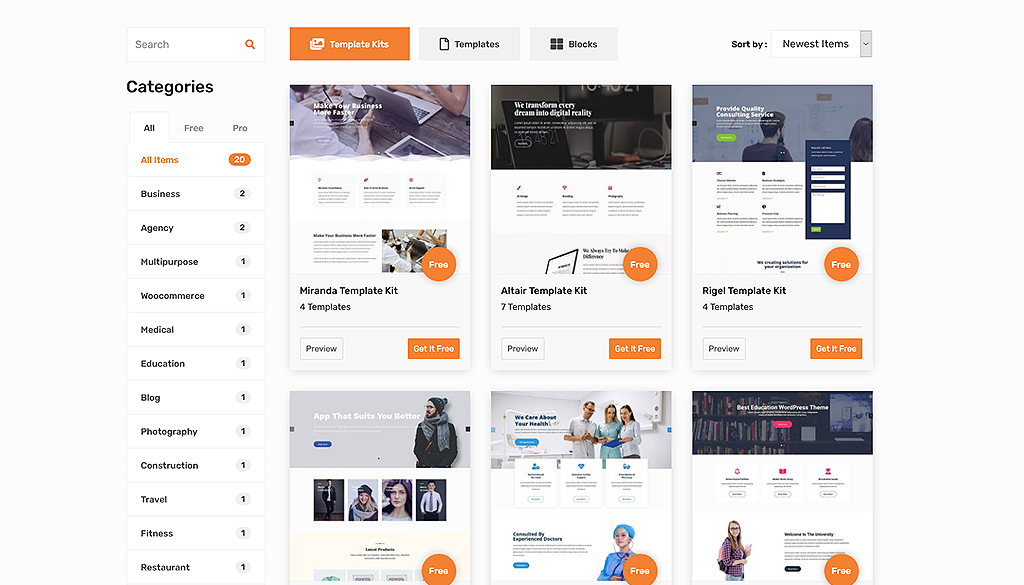 Search
Template Kits
Templates
Blocks
Sort by :
Newest Items
Categories
All
Free
Pro
All Items
20
Business
2
Agency
2
Multipurpose
1
Woocommerce
1
Medical
1
Education
1
Blog
1
Photography
1
Construction
1
Travel
1
Fitness
1
Restaurant
1
Make Your Business
More Faster
Make Your Business More Faster
Free
Miranda Template Kit
4 Templates
Preview
Get It Free
We transform every
dream into digital reality
We Always Try To Make
Difference
Free
Altair Template Kit
7 Templates
Preview
Get It Free
Provide Quality
Consulting Service
We creating solutions for
your organization
Free
Rigel Template Kit
4 Templates
Preview
Get It Free
App That Suits You Better
Latest Products
Free
We Care About
Your Health
Consulted By
Experienced Doctors
Free
Best Education WordPress Theme
Welcome To The University
Free